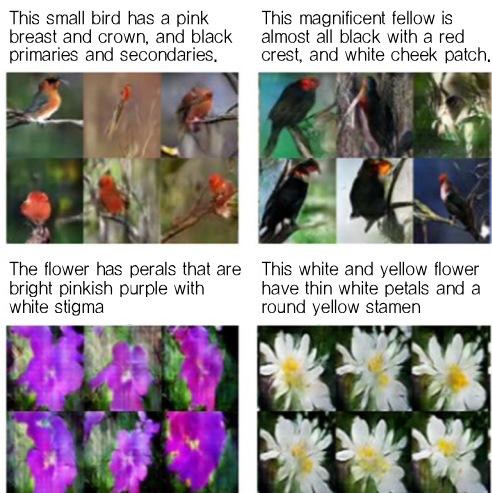 This small bird has a pink
breast and crown, and black
primaries and secondaries.
This magnificent fellow is
almost all black with a red
crest, and white cheek patch.
The flower has perals that are
bright pinkish purple with
white stigma
This white and yellow flower
have thin white petals and a
round yellow stamen